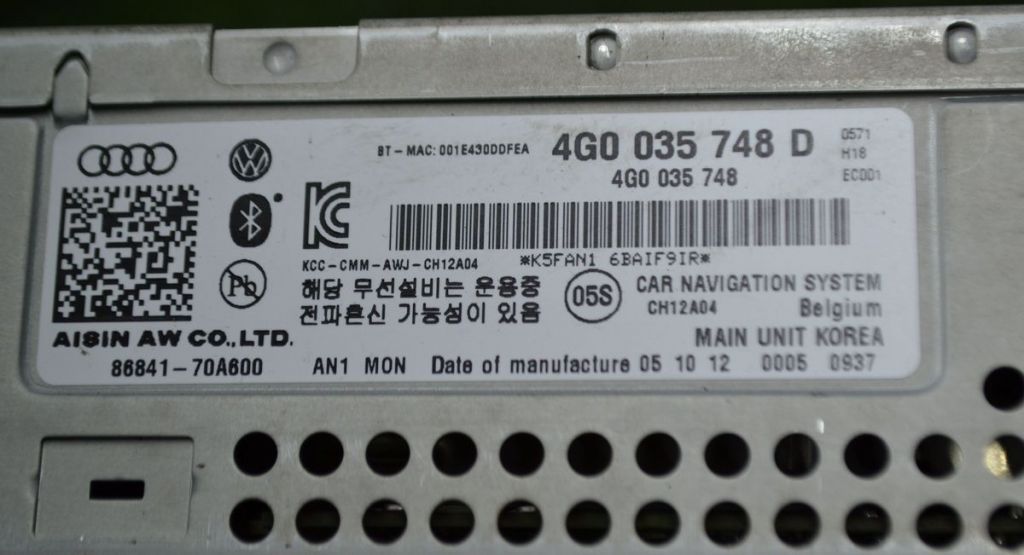 BT-MAC: 001E430DDFEA
4G0 035 748 D
4G0 035 748
0571
H18
EC001
KC
KCC-CMM-AWJ-CH12A04
*K5FAN1 6BAIF9IR*
Pb
해당 무선설비는 운용중
전파혼신 가능성이 있음
05S
CAR NAVIGATION SYSTEM
CH12A04
Belgium
AISIN AW CO.,LTD.
MAIN UNIT KOREA
86841-70A600
AN1 MON
Date of manufacture 05 10 12
0005 0937